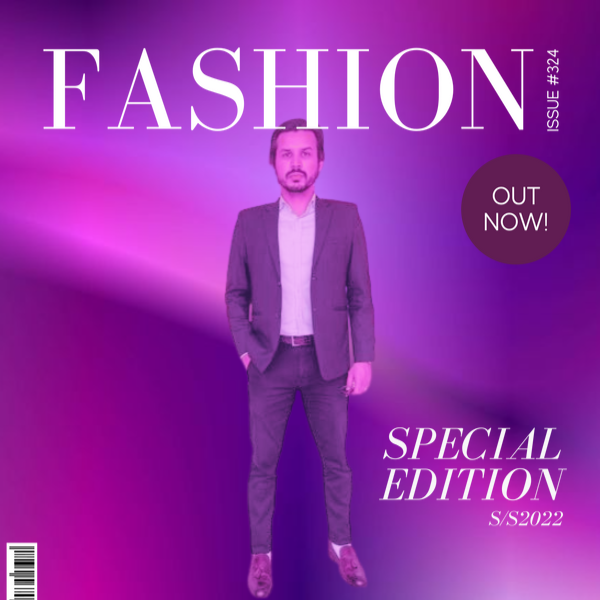 FASHION
ISSUE #324
OUT
NOW!
SPECIAL
EDITION
S/S2022